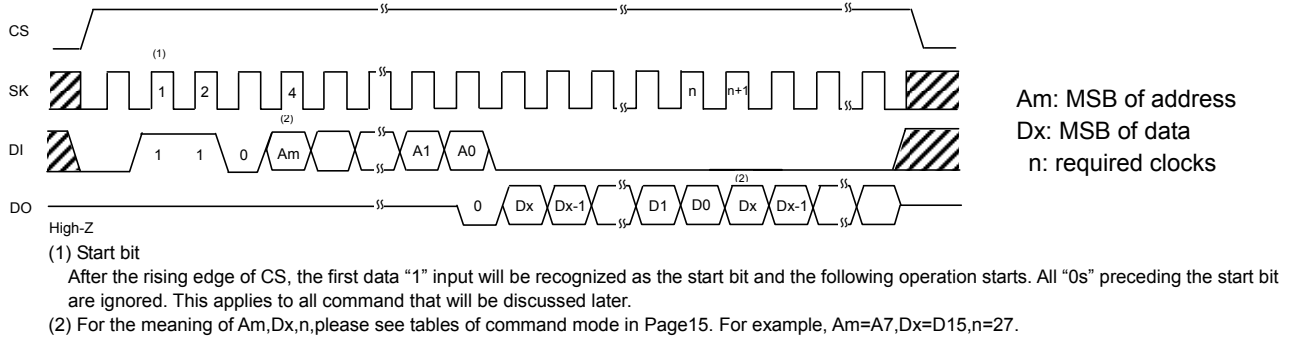 CS
(1)
SK 1 2 4 n n+1
(2)
DI 1 1 0 Am A1 A0
(2)
DO 0 Dx Dx-1 D1 D0 Dx Dx-1
High-Z
Am: MSB of address
Dx: MSB of data
n: required clocks
(1) Start bit
After the rising edge of CS, the first data “1” input will be recognized as the start bit and the following operation starts. All “0s” preceding the start bit
are ignored. This applies to all command that will be discussed later.
(2) For the meaning of Am,Dx,n,please see tables of command mode in Page15. For example, Am=A7,Dx=D15,n=27.